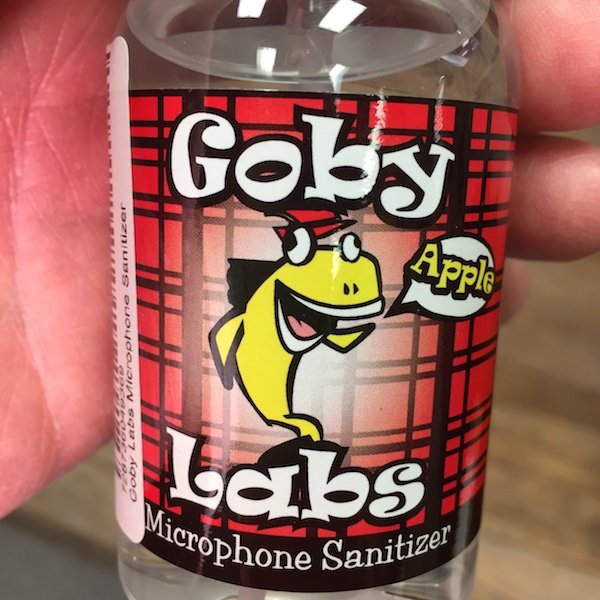 Goby
Apple
Labs
Microphone Sanitizer
Goby Labs Microphone Sanitizer